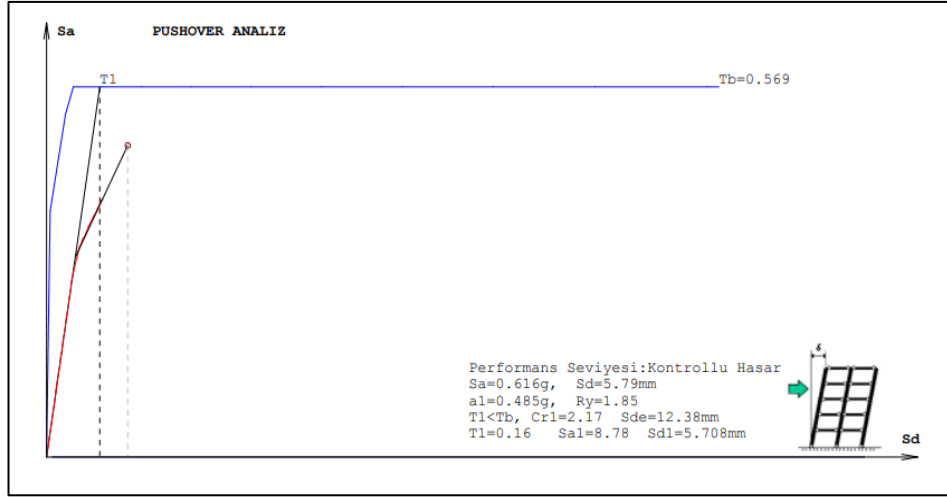 Sa
PUSHOVER ANALIZ
T1
Tb=0.569
δ
Performans Seviyesi:Kontrollu Hasar
Sa=0.616g, Sd=5.79mm
a1=0.485g, Ry=1.85
T1<Tb, Cr1=2.17 Sde=12.38mm
T1=0.16 Sa1=8.78 Sd1=5.708mm
Sd